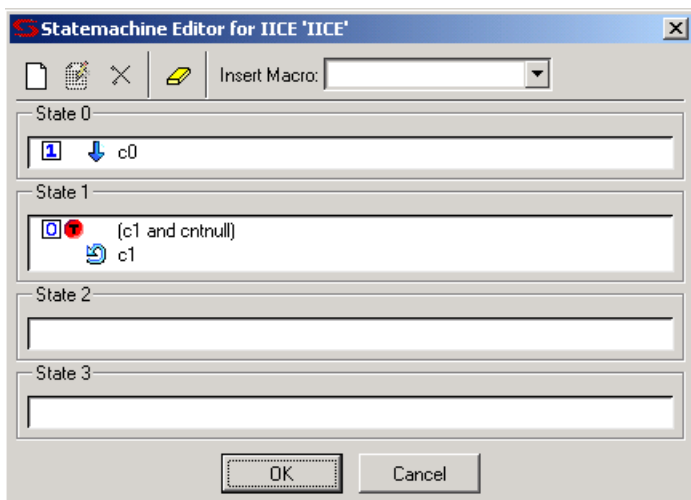 Statemachine Editor for IICE 'IICE'
Insert Macro:
State 0
1 c0
State 1
0 T (c1 and cntnull)
c1
State 2
State 3
OK Cancel